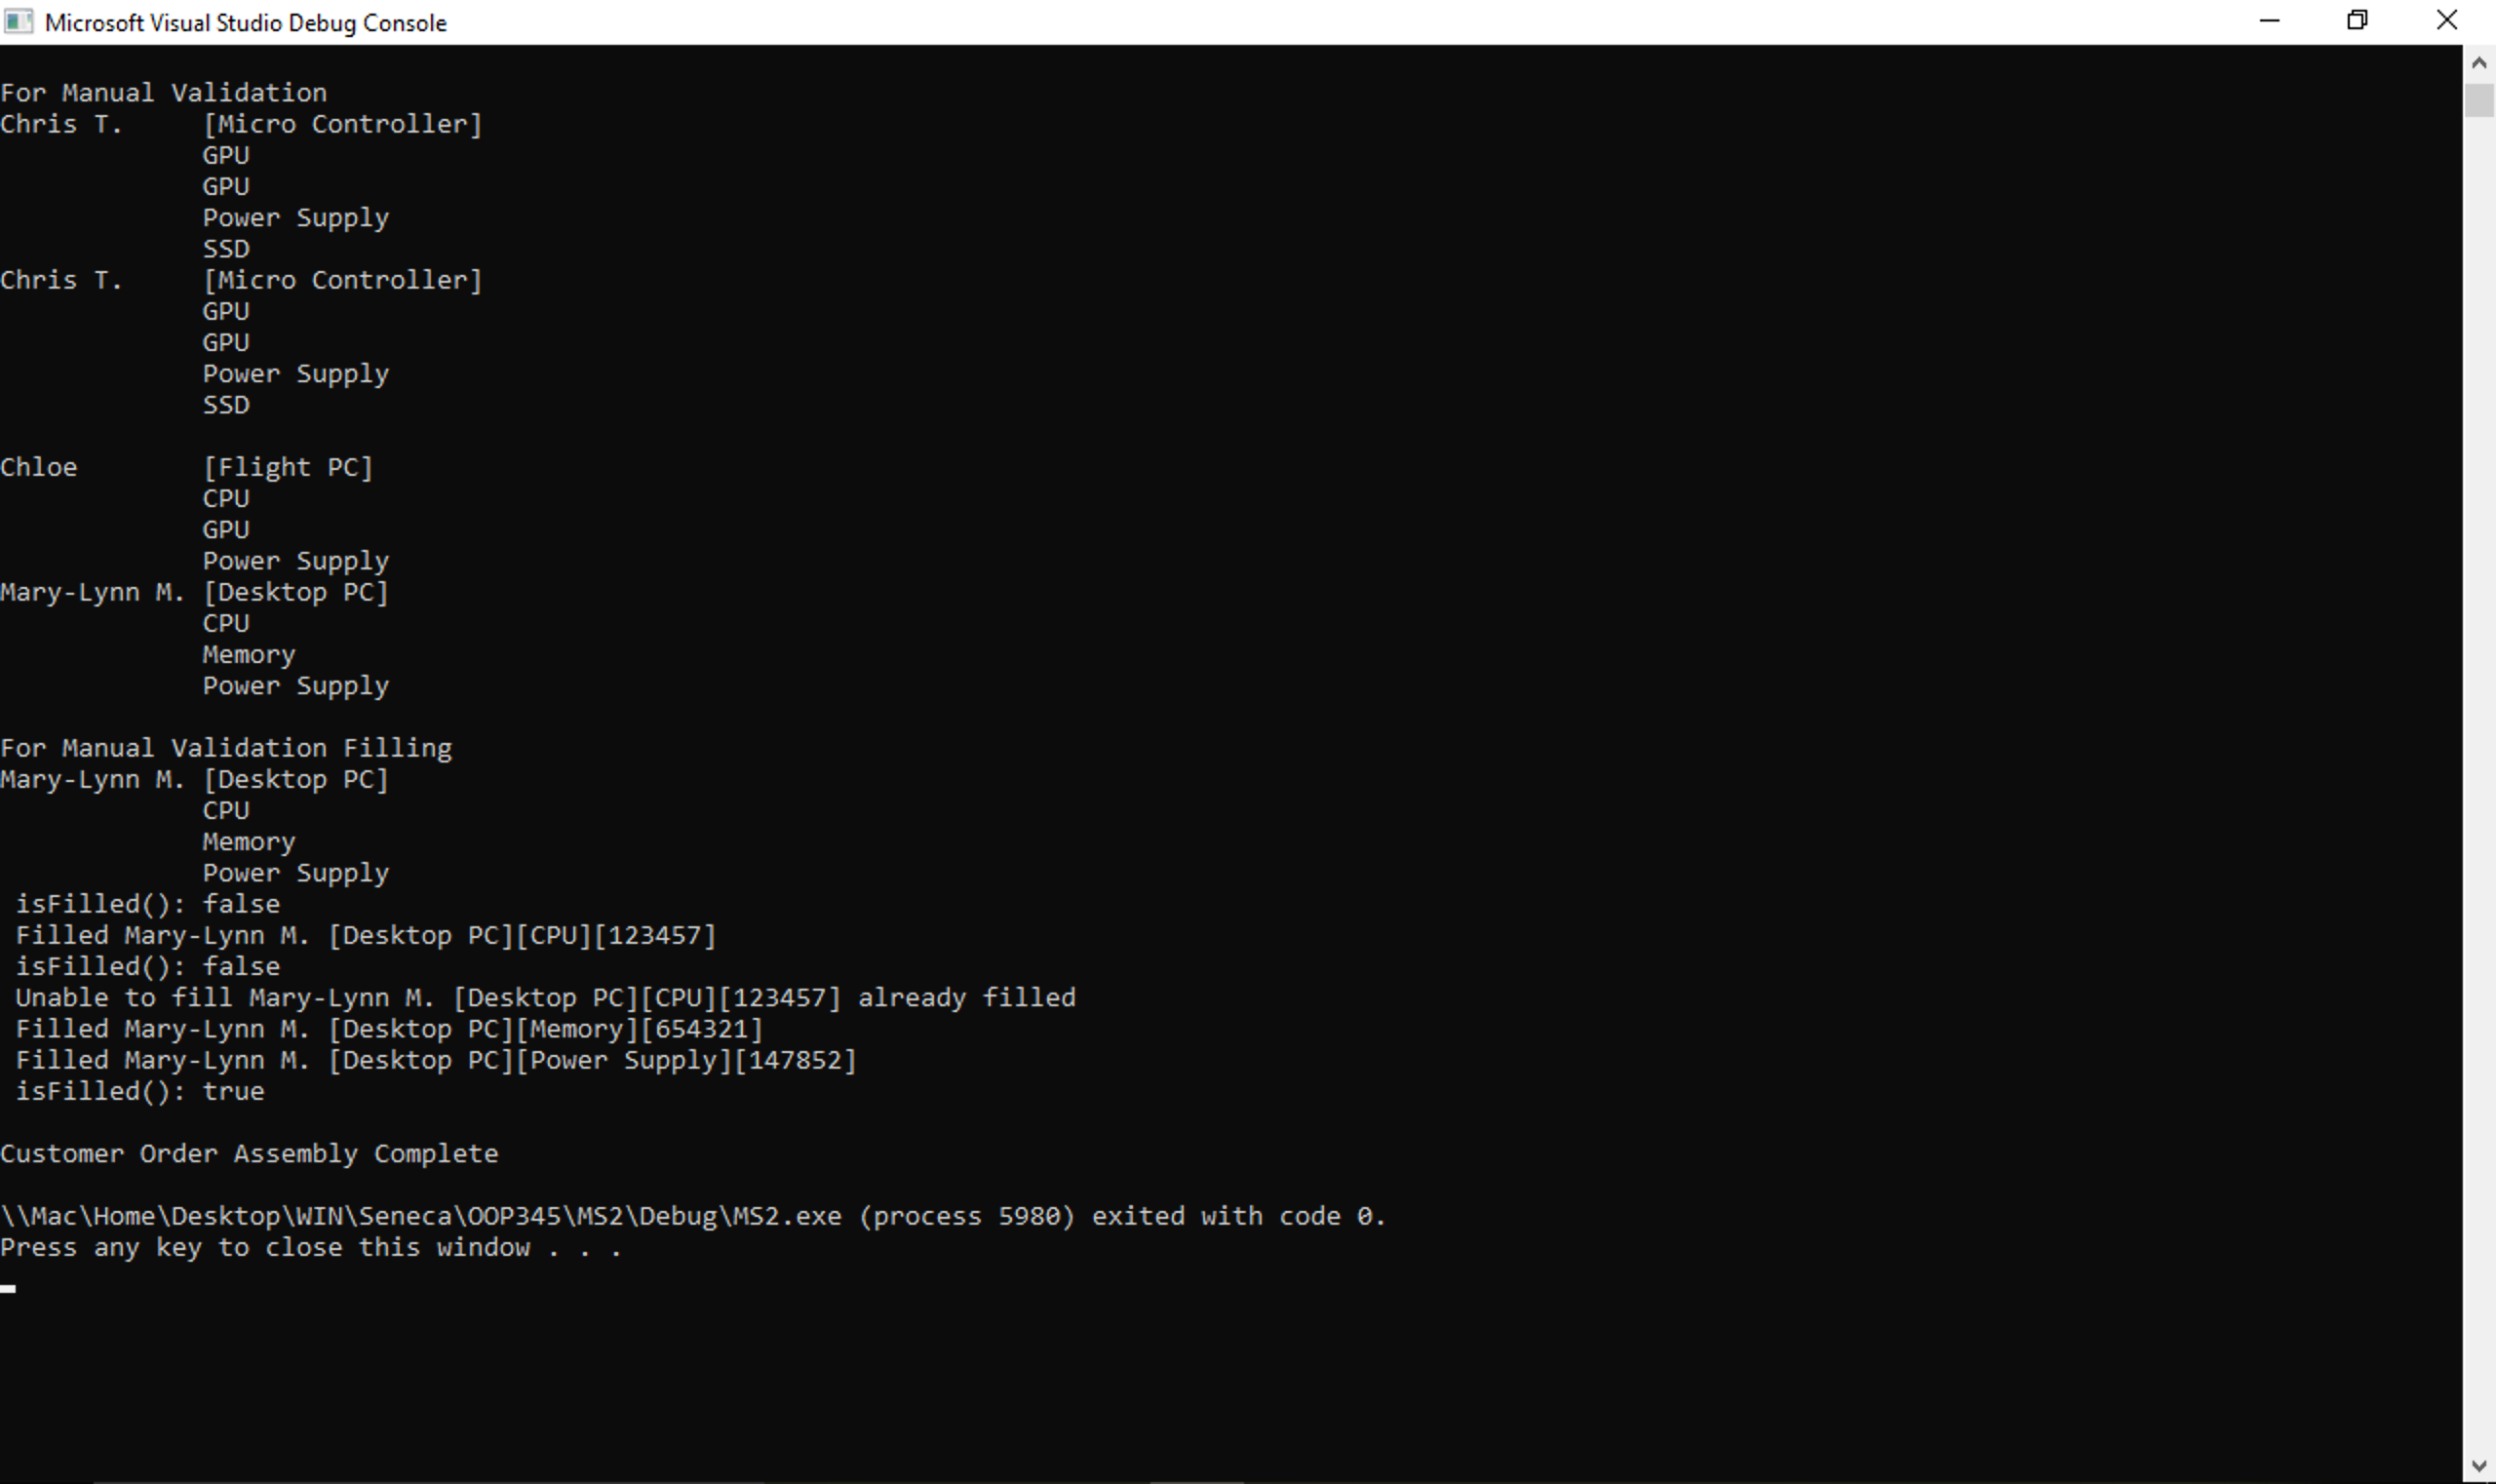 Microsoft Visual Studio Debug Console
For Manual Validation
Chris T.     [Micro Controller]
             GPU
             GPU
             Power Supply
             SSD
Chris T.     [Micro Controller]
             GPU
             GPU
             Power Supply
             SSD
Chloe        [Flight PC]
             CPU
             GPU
             Power Supply
Mary-Lynn M. [Desktop PC]
             CPU
             Memory
             Power Supply
For Manual Validation Filling
Mary-Lynn M. [Desktop PC]
             CPU
             Memory
             Power Supply
 isFilled(): false
 Filled Mary-Lynn M. [Desktop PC][CPU][123457]
 isFilled(): false
 Unable to fill Mary-Lynn M. [Desktop PC][CPU][123457] already filled
 Filled Mary-Lynn M. [Desktop PC][Memory][654321]
 Filled Mary-Lynn M. [Desktop PC][Power Supply][147852]
 isFilled(): true
Customer Order Assembly Complete
\\Mac\Home\Desktop\WIN\Seneca\OOP345\MS2\Debug\MS2.exe (process 5980) exited with code 0.
Press any key to close this window . . .